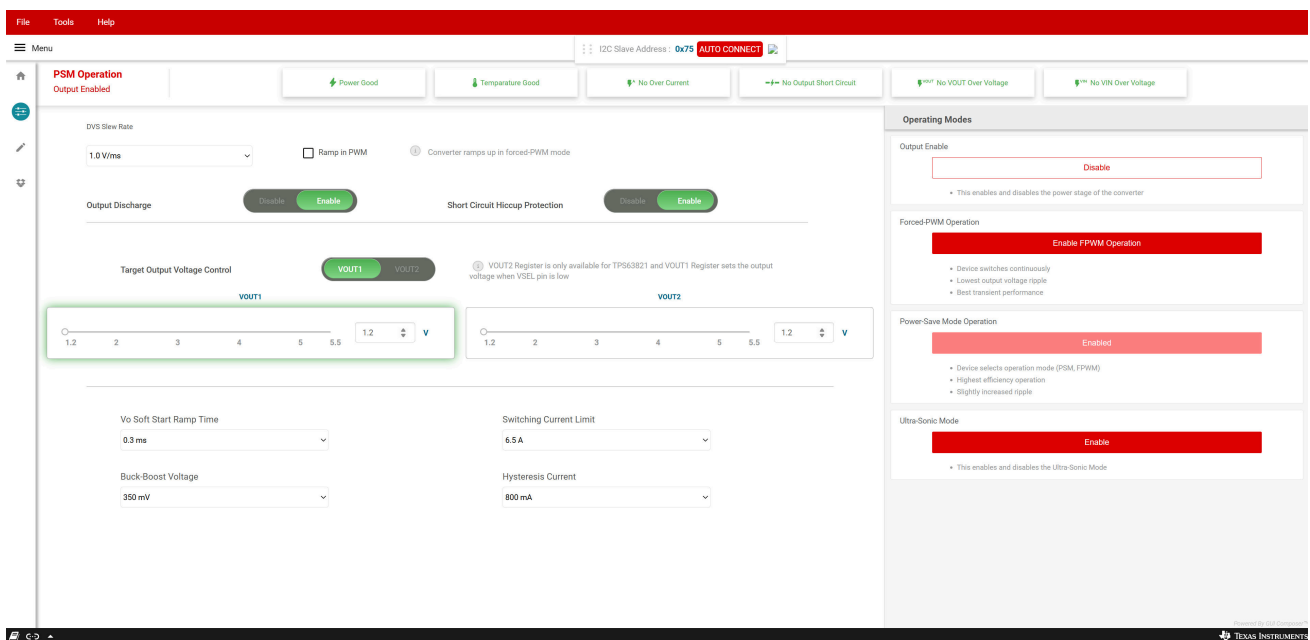 File Tools Help
Menu
I2C Slave Address : 0x75 AUTO CONNECT
PSM Operation
Output Enabled
Power Good
Temparature Good
No Over Current
No Output Short Circuit
VOUT No VOUT Over Voltage
VIN No VIN Over Voltage
DVS Slew Rate
1.0 V/ms
Ramp in PWM
Converter ramps up in forced-PWM mode
Output Discharge
Disable Enable
Short Circuit Hiccup Protection
Disable Enable
Target Output Voltage Control
VOUT1 VOUT2
VOUT2 Register is only available for TPS63821 and VOUT1 Register sets the output
voltage when VSEL pin is low
VOUT1
1.2 2 3 4 5 5.5
1.2 V
VOUT2
1.2 2 3 4 5 5.5
1.2 V
Vo Soft Start Ramp Time
0.3 ms
Switching Current Limit
6.5 A
Buck-Boost Voltage
350 mV
Hysteresis Current
800 mA
Operating Modes
Output Enable
Disable
• This enables and disables the power stage of the converter
Forced-PWM Operation
Enable FPWM Operation
• Device switches continuously
• Lowest output voltage ripple
• Best transient performance
Power-Save Mode Operation
Enabled
• Device selects operation mode (PSM, FPWM)
• Highest efficiency operation
• Slightly increased ripple
Ultra-Sonic Mode
Enable
• This enables and disables the Ultra-Sonic Mode
Powered By GUI Composer™
TEXAS INSTRUMENTS